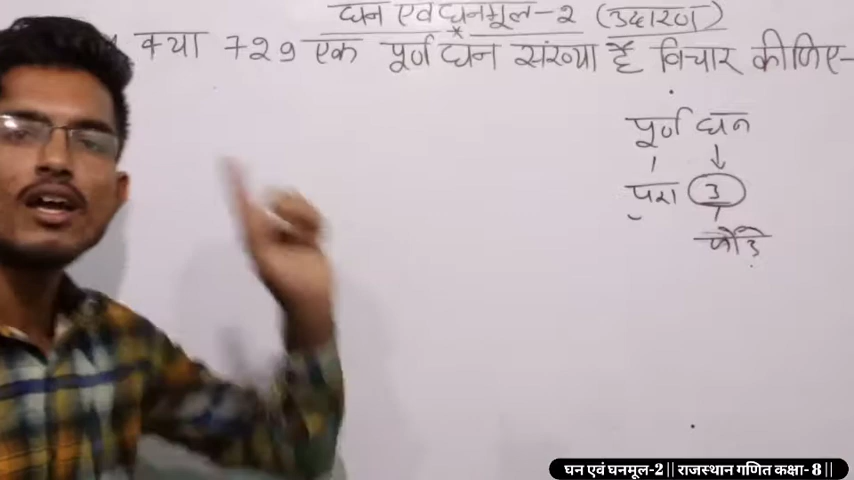 घन एवं घनमूल-2 (उदाहरण)
क्या 729 एक पूर्ण घन संख्या है विचार कीजिए-
पूर्ण घन
पूरा 3
जोड़े
घन एवं घनमूल-2 || राजस्थान गणित कक्षा- 8 ||